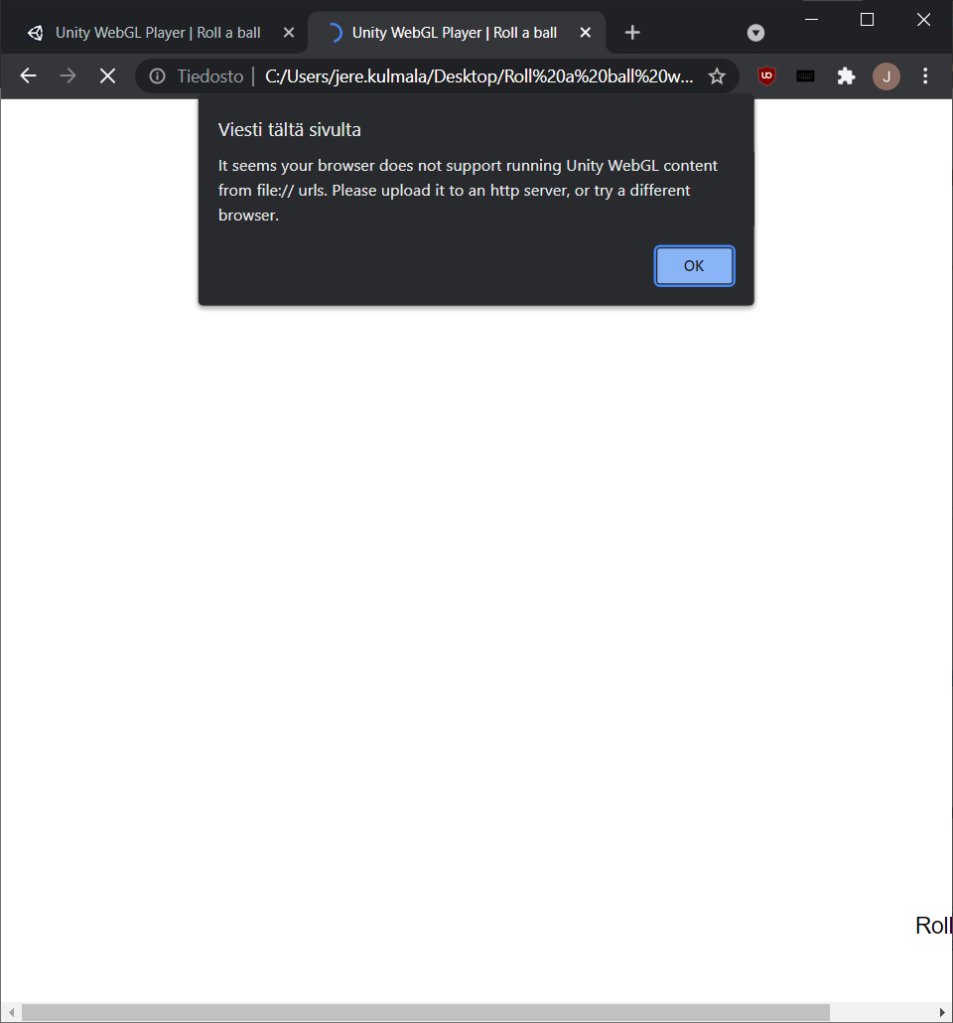 Unity WebGL Player | Roll a ball
Unity WebGL Player | Roll a ball
Tiedosto | C:/Users/jere.kulmala/Desktop/Roll%20a%20ball%20w...
J
Viesti tältä sivulta
It seems your browser does not support running Unity WebGL content
from file:// urls. Please upload it to an http server, or try a different
browser.
OK
Roll